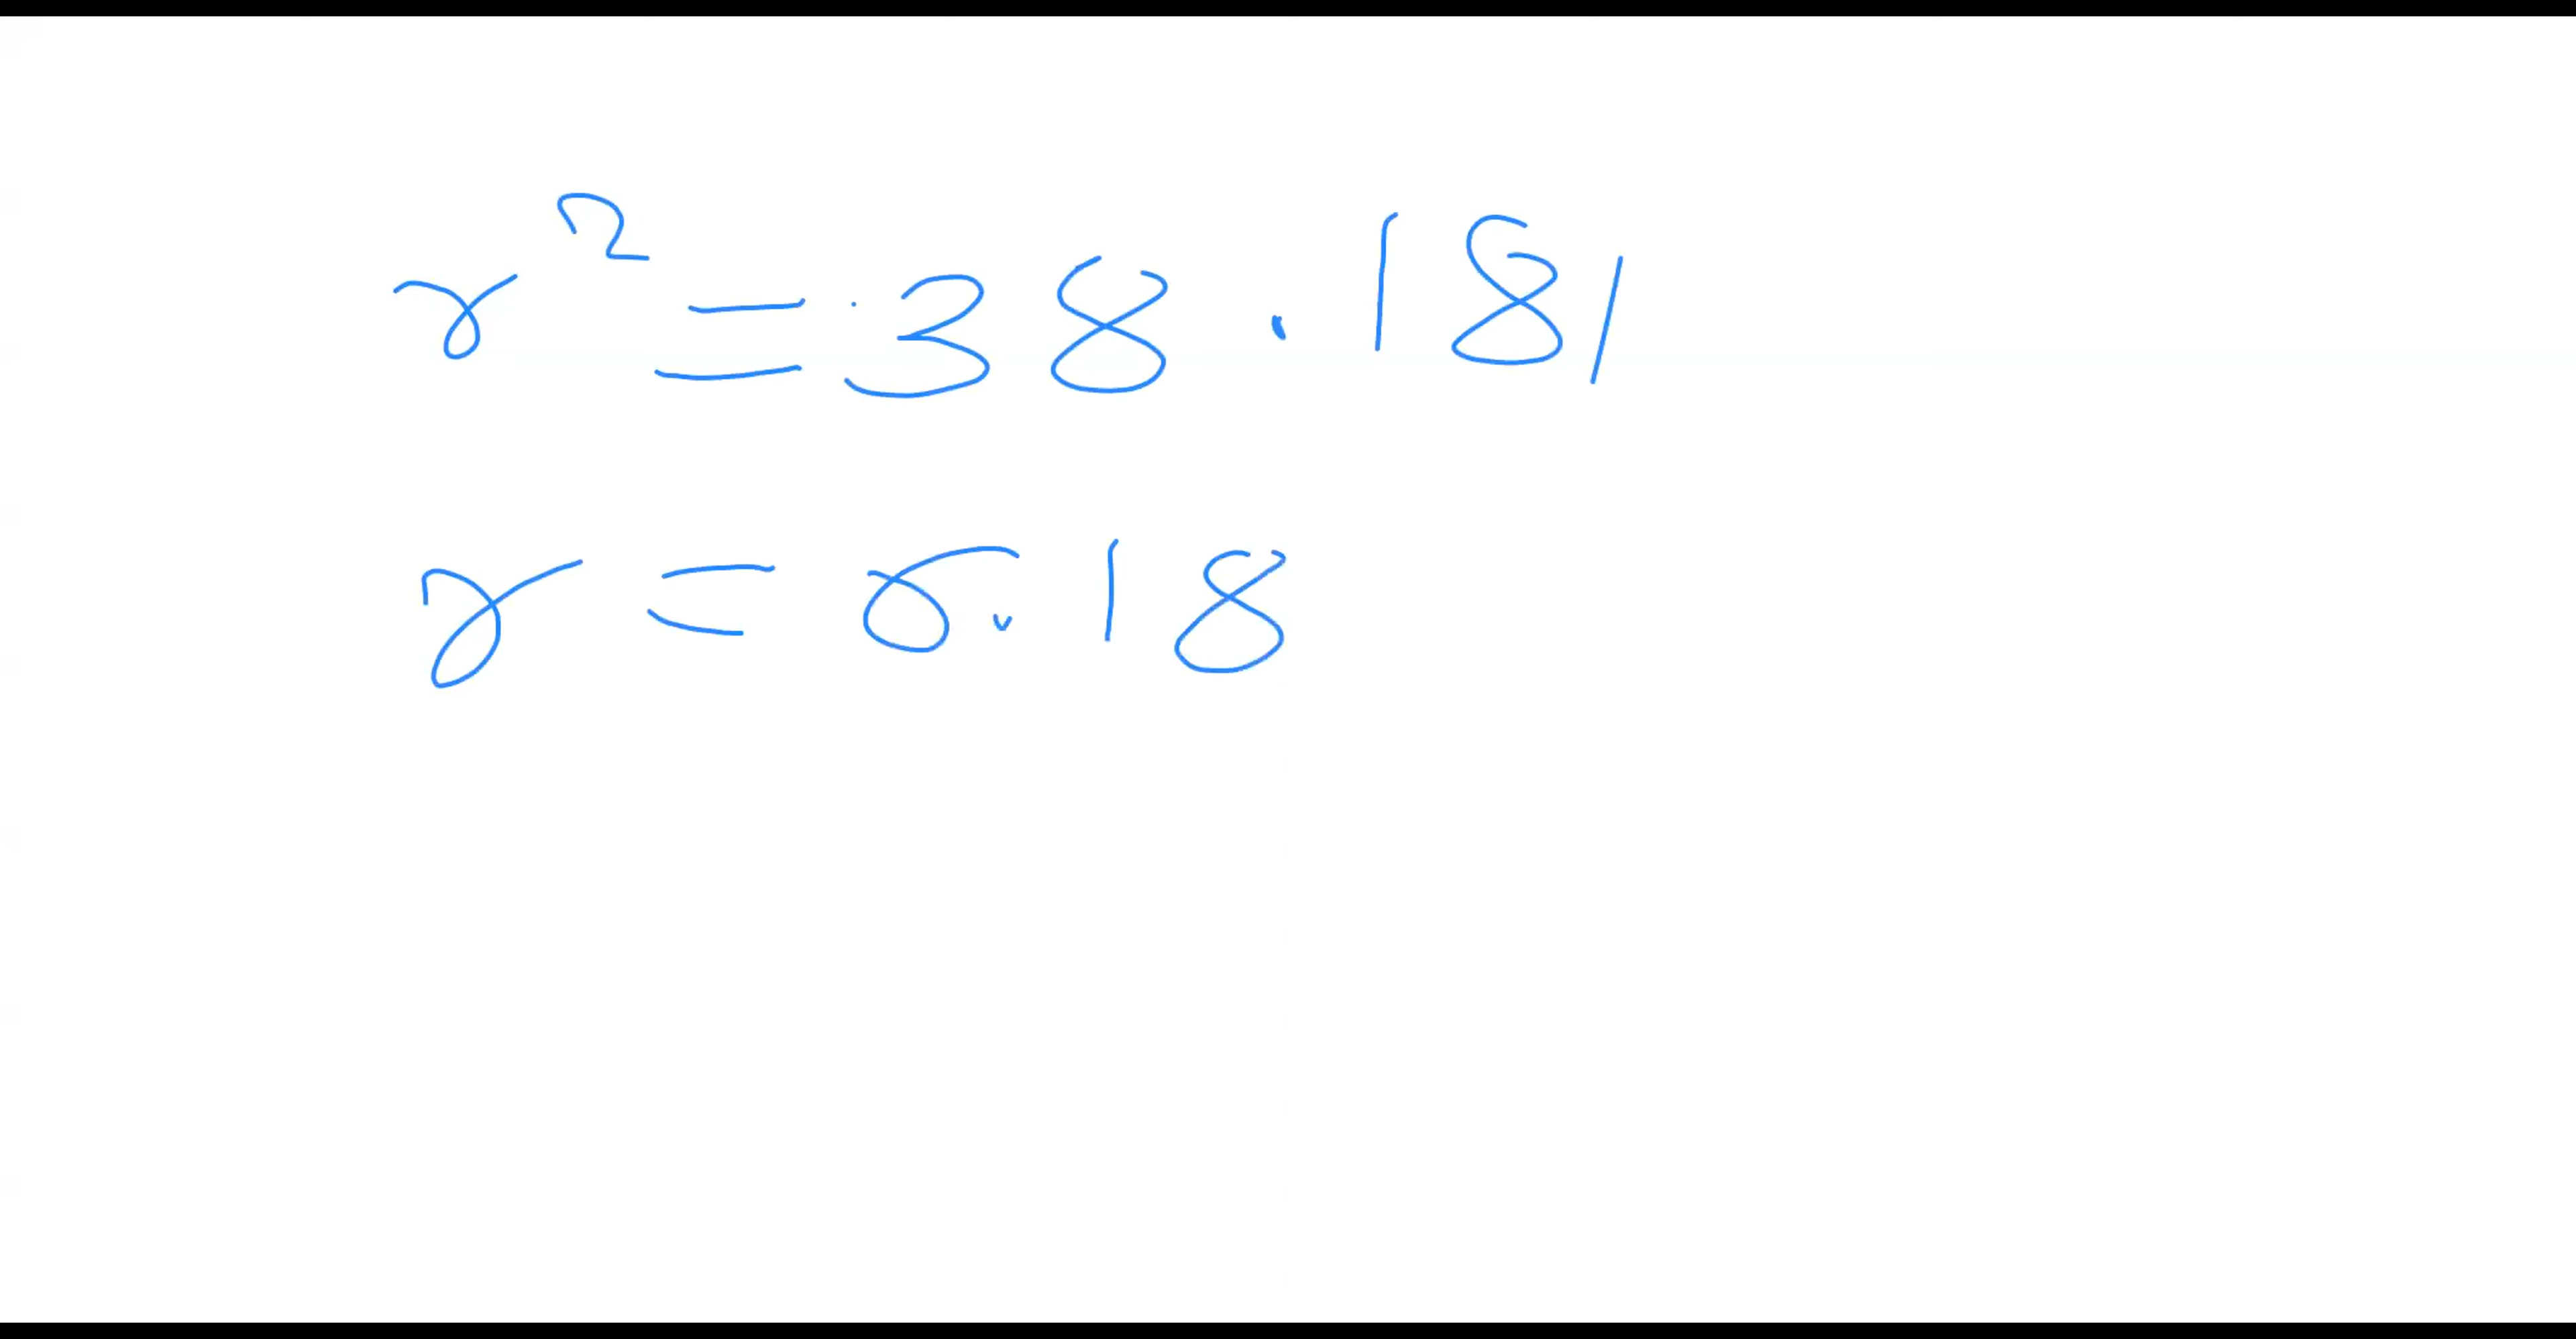 r² = 38.181
r = 6.18